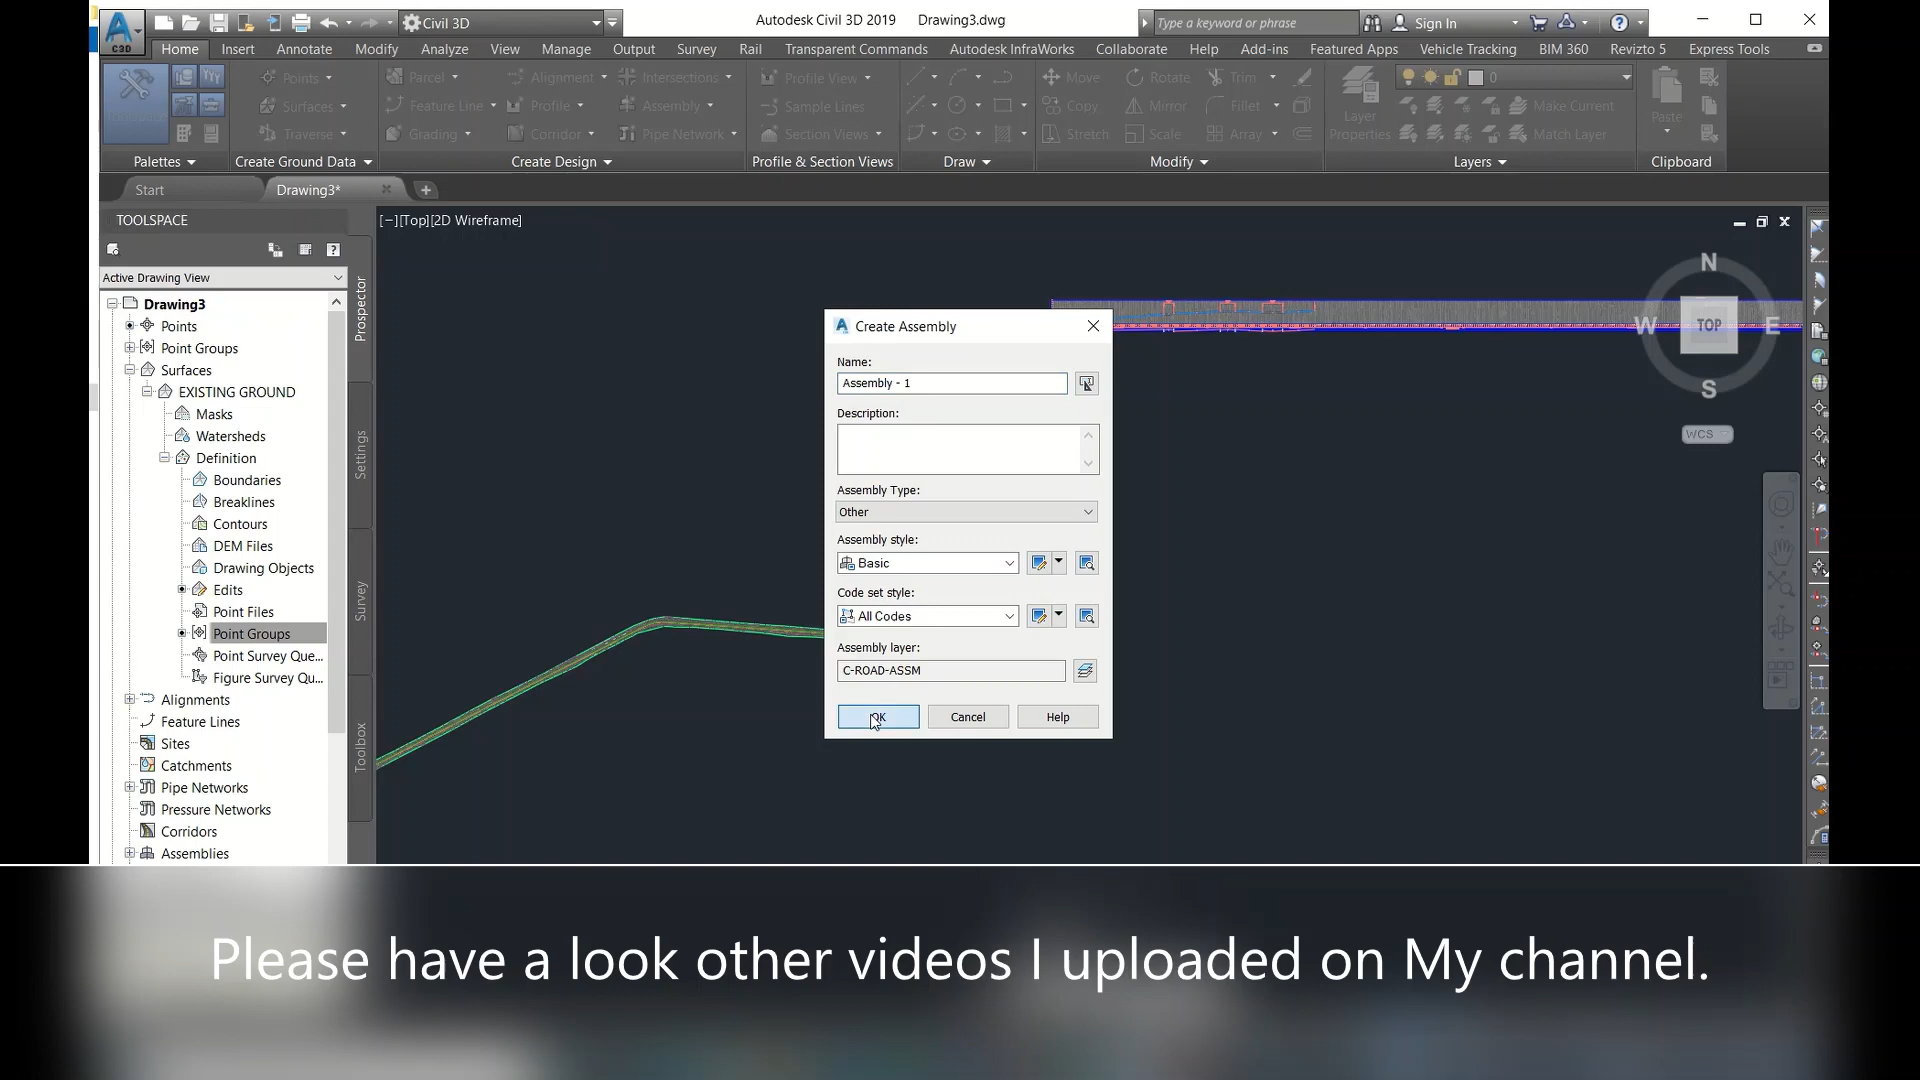 C3D
Civil 3D
Autodesk Civil 3D 2019 Drawing3.dwg
Type a keyword or phrase
Sign In
Home Insert Annotate Modify Analyze View Manage Output Survey Rail Transparent Commands Autodesk InfraWorks Collaborate Help Add-ins Featured Apps Vehicle Tracking BIM 360 Revizto 5 Express Tools
Points Parcel Alignment Intersections Profile View Move Rotate Trim 0
Surfaces Feature Line Profile Assembly Sample Lines Copy Mirror Fillet Layer Properties Make Current Paste
Traverse Grading Corridor Pipe Network Section Views Stretch Scale Array Match Layer
Palettes Create Ground Data Create Design Profile & Section Views Draw Modify Layers Clipboard
Start Drawing3*
TOOLSPACE
Active Drawing View
Drawing3
Points
Point Groups
Surfaces
EXISTING GROUND
Masks
Watersheds
Definition
Boundaries
Breaklines
Contours
DEM Files
Drawing Objects
Edits
Point Files
Point Groups
Point Survey Que...
Figure Survey Qu...
Alignments
Feature Lines
Sites
Catchments
Pipe Networks
Pressure Networks
Corridors
Assemblies
Prospector
Settings
Survey
Toolbox
[−][Top][2D Wireframe]
N
W TOP E
S
WCS
Create Assembly
Name:
Assembly - 1
Description:
Assembly Type:
Other
Assembly style:
Basic
Code set style:
All Codes
Assembly layer:
C-ROAD-ASSM
OK Cancel Help
Please have a look other videos I uploaded on My channel.